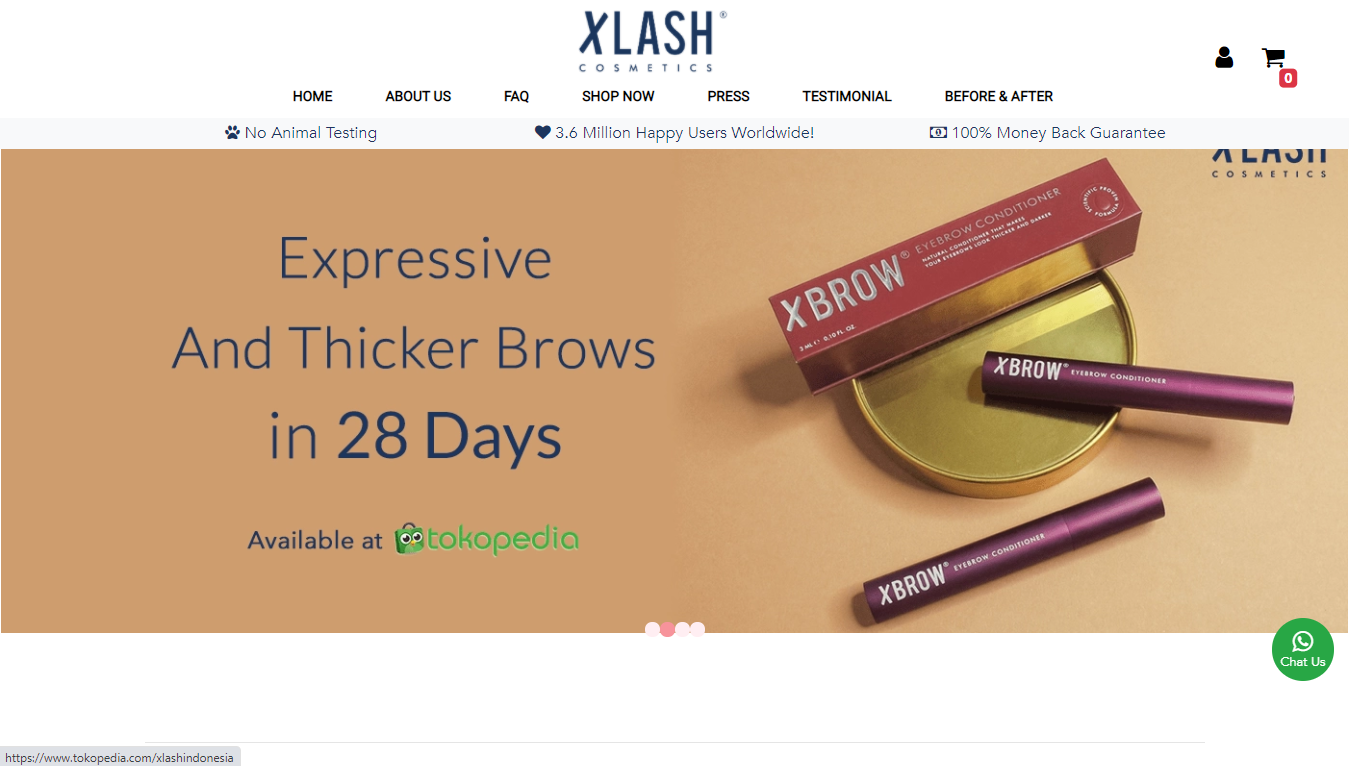 XLASH®
COSMETICS
0
HOME ABOUT US FAQ SHOP NOW PRESS TESTIMONIAL BEFORE & AFTER
No Animal Testing 3.6 Million Happy Users Worldwide! 100% Money Back Guarantee
XLASH
COSMETICS
Expressive
And Thicker Brows
in 28 Days
Available at tokopedia
XBROW® EYEBROW CONDITIONER
NATURAL CONDITIONER THAT MAKES
YOUR EYEBROWS LOOK THICKER AND DARKER
SCIENTIFIC PROVEN FORMULA
3 ML ℮ 0.10 FL. OZ.
XBROW® EYEBROW CONDITIONER
XBROW® EYEBROW CONDITIONER
Chat Us
https://www.tokopedia.com/xlashindonesia